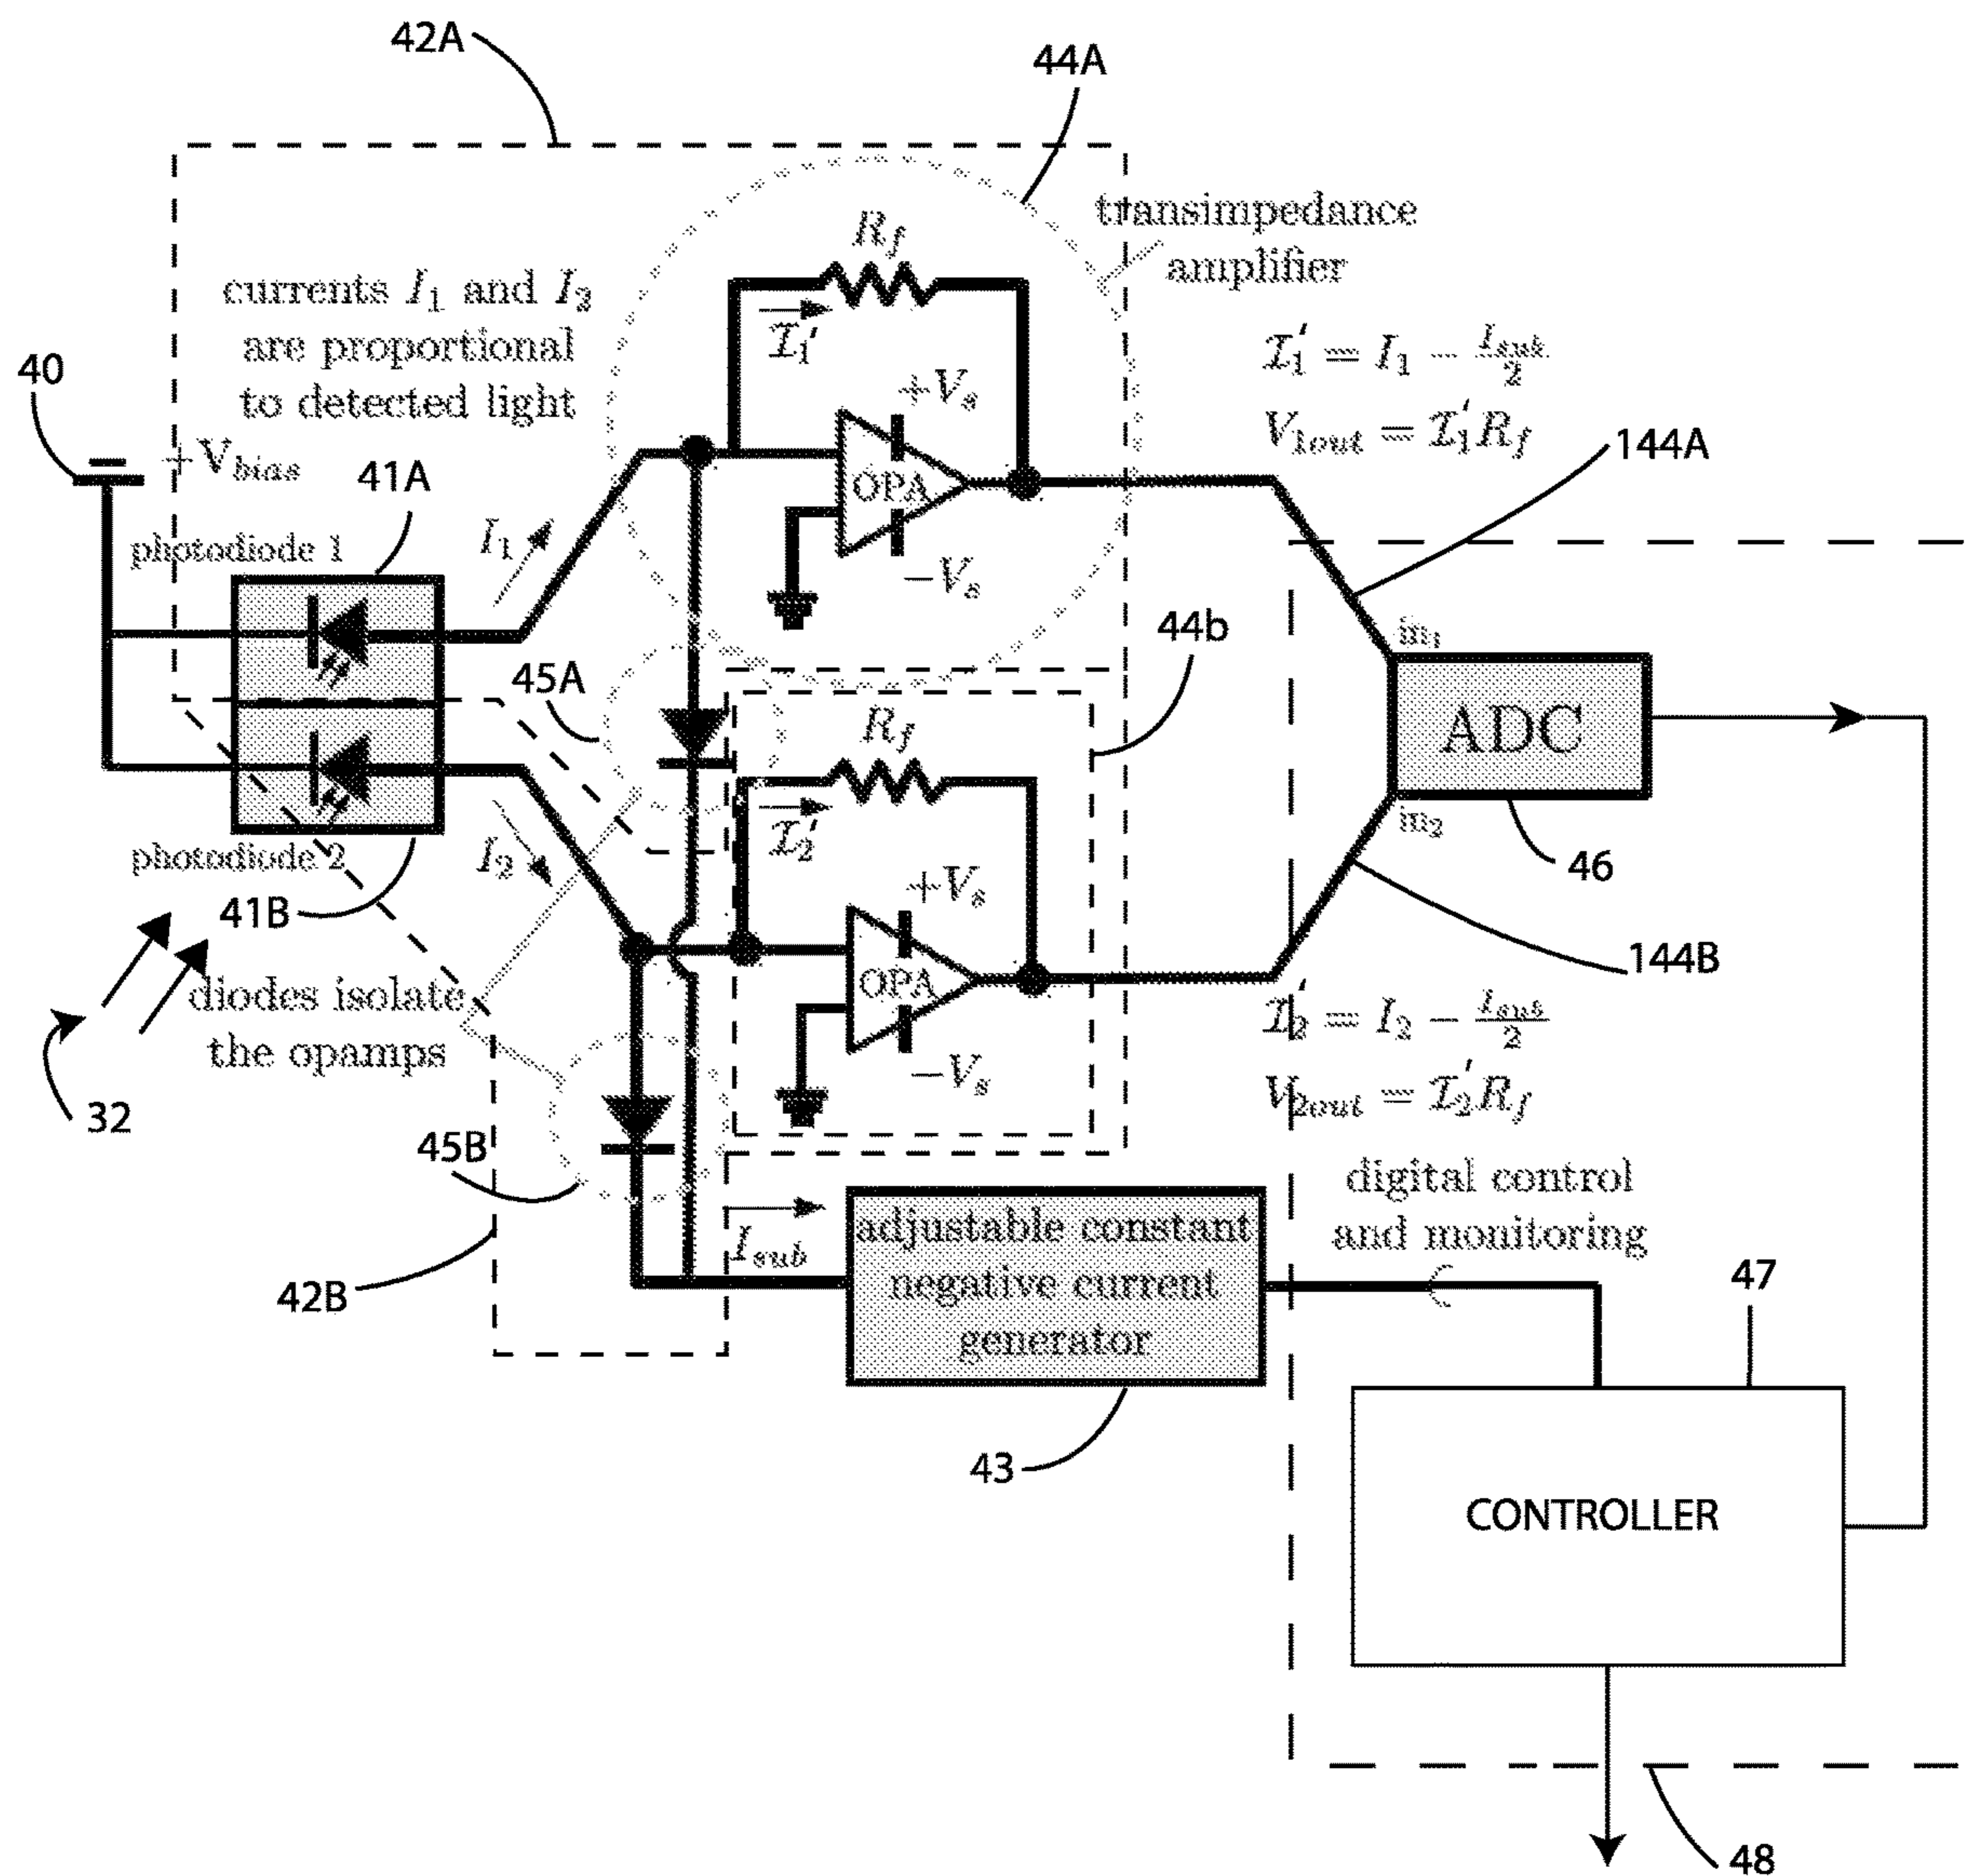 42A
44A
transimpedance
amplifier
R_f
currents I_1 and I_2
are proportional
to detected light
I_1'
I_1' = I_1 - I_sub/2
V_1out = I_1' R_f
40
+V_bias
+V_s
OPA
-V_s
144A
41A
photodiode 1
I_1
44b
in_1
45A
ADC
R_f
I_2'
in_2
46
photodiode 2
I_2
41B
+V_s
OPA
-V_s
144B
diodes isolate
the opamps
I_2' = I_2 - I_sub/2
V_2out = I_2' R_f
32
45B
digital control
and monitoring
I_sub
adjustable constant
negative current
generator
42B
47
43
CONTROLLER
48